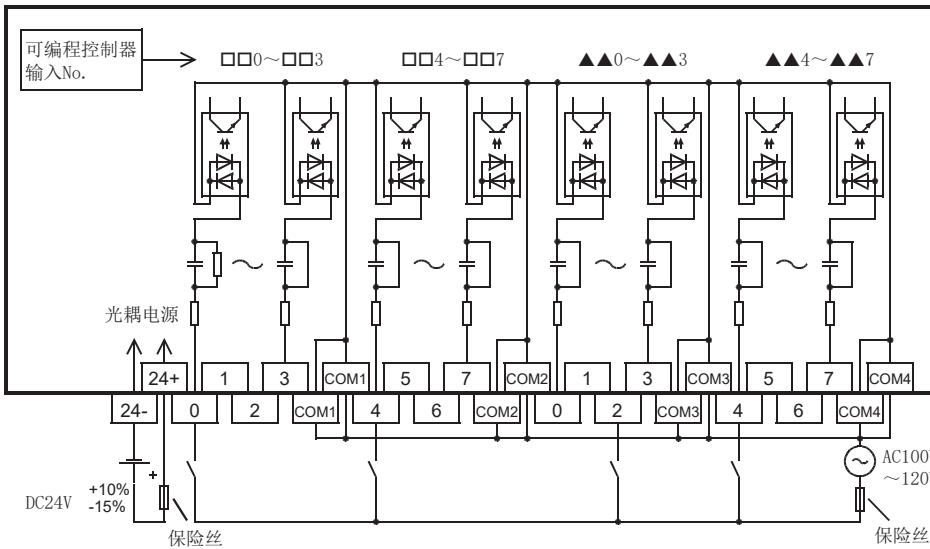 可编程控制器
输入No.
□□0～□□3
□□4～□□7
▲▲0～▲▲3
▲▲4～▲▲7
光耦电源
24+ 1 3 COM1 5 7 COM2 1 3 COM3 5 7 COM4
24- 0 2 COM1 4 6 COM2 0 2 COM3 4 6 COM4
DC24V
+10%
-15%
+
保险丝
AC100V
～120V
保险丝